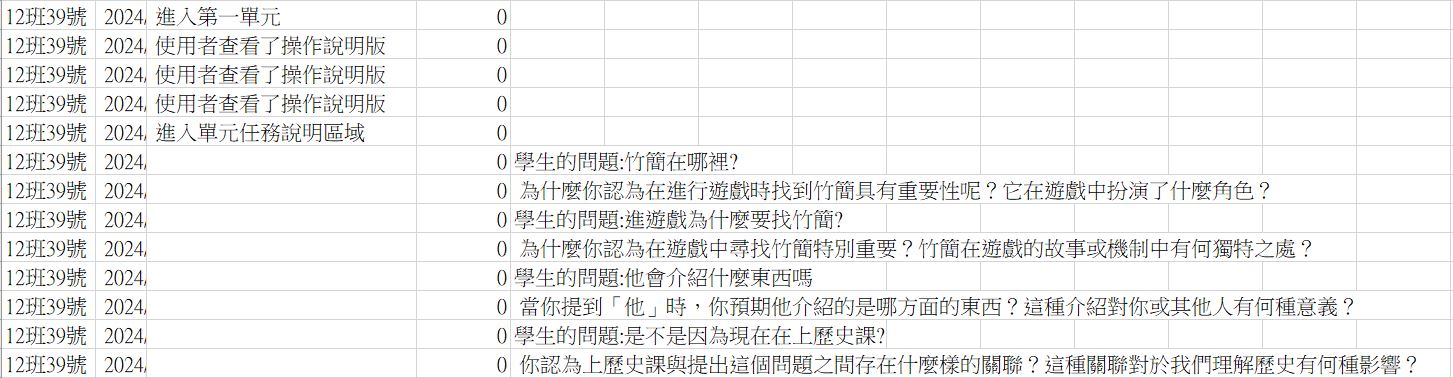 12班39號 2024/ 進入第一單元 0
12班39號 2024/ 使用者查看了操作說明版 0
12班39號 2024/ 使用者查看了操作說明版 0
12班39號 2024/ 使用者查看了操作說明版 0
12班39號 2024/ 進入單元任務說明區域 0
12班39號 2024/ 0 學生的問題:竹簡在哪裡?
12班39號 2024/ 0 為什麼你認為在進行遊戲時找到竹簡具有重要性呢？它在遊戲中扮演了什麼角色？
12班39號 2024/ 0 學生的問題:進遊戲為什麼要找竹簡?
12班39號 2024/ 0 為什麼你認為在遊戲中尋找竹簡特別重要？竹簡在遊戲的故事或機制中有何獨特之處？
12班39號 2024/ 0 學生的問題:他會介紹什麼東西嗎
12班39號 2024/ 0 當你提到「他」時，你預期他介紹的是哪方面的東西？這種介紹對你或其他人有何種意義？
12班39號 2024/ 0 學生的問題:是不是因為現在在上歷史課?
12班39號 2024/ 0 你認為上歷史課與提出這個問題之間存在什麼樣的關聯？這種關聯對於我們理解歷史有何種影響？